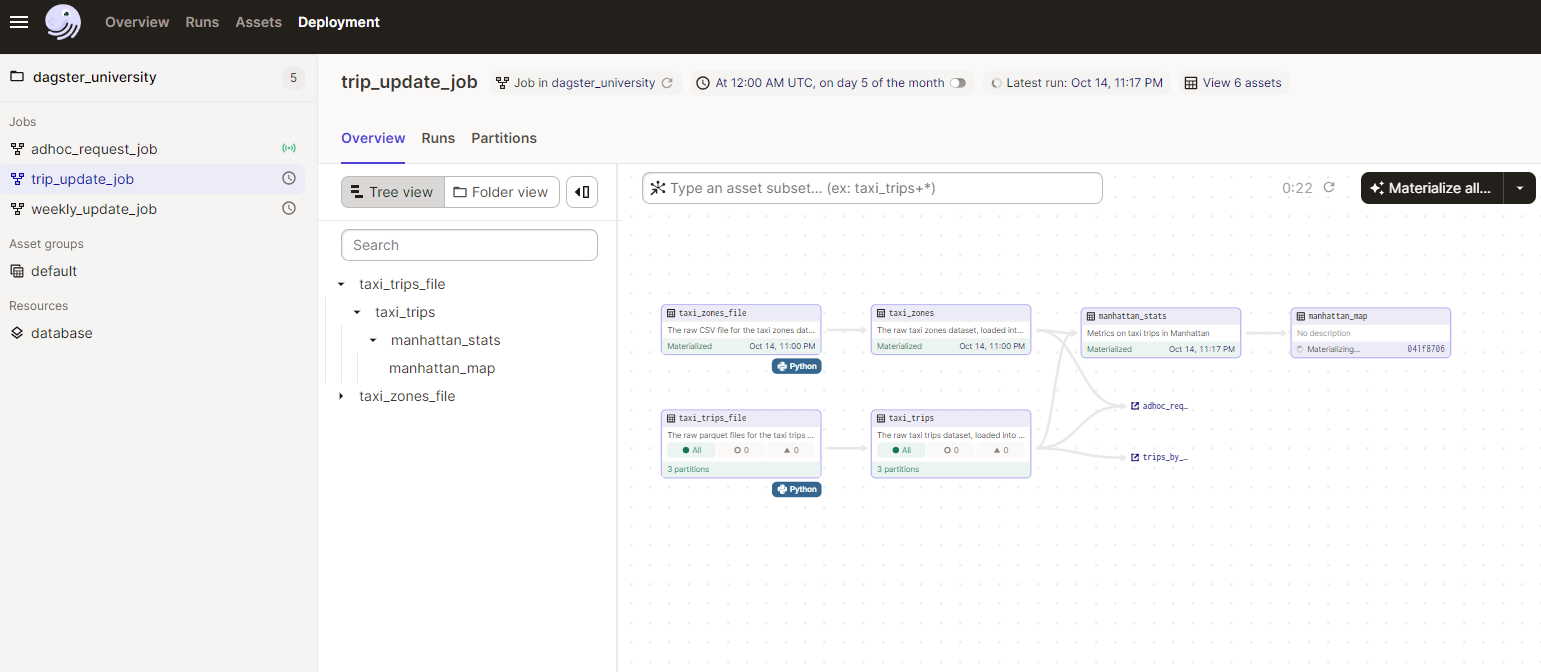 Overview Runs Assets Deployment
dagster_university 5
Jobs
adhoc_request_job
trip_update_job
weekly_update_job
Asset groups
default
Resources
database
trip_update_job Job in dagster_university At 12:00 AM UTC, on day 5 of the month Latest run: Oct 14, 11:17 PM View 6 assets
Overview Runs Partitions
Tree view Folder view
Search
taxi_trips_file
taxi_trips
manhattan_stats
manhattan_map
taxi_zones_file
Type an asset subset... (ex: taxi_trips+*)
0:22
Materialize all...
taxi_zones_file
The raw CSV file for the taxi zones dat...
Materialized Oct 14, 11:00 PM
Python
taxi_zones
The raw taxi zones dataset, loaded int...
Materialized Oct 14, 11:00 PM
manhattan_stats
Metrics on taxi trips in Manhattan
Materialized Oct 14, 11:17 PM
manhattan_map
No description
Materializing... 041f8706
taxi_trips_file
The raw parquet files for the taxi trips ...
All 0 0
3 partitions
Python
taxi_trips
The raw taxi trips dataset, loaded into ...
All 0 0
3 partitions
adhoc_req…
trips_by_…